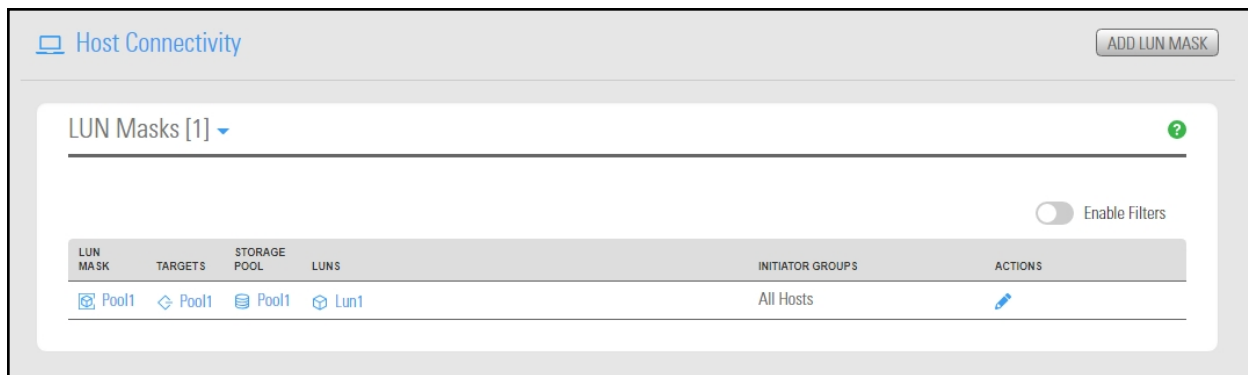 Host Connectivity
ADD LUN MASK
LUN Masks [1]
?
Enable Filters
LUN MASK TARGETS STORAGE POOL LUNS INITIATOR GROUPS ACTIONS
Pool1 Pool1 Pool1 Lun1 All Hosts